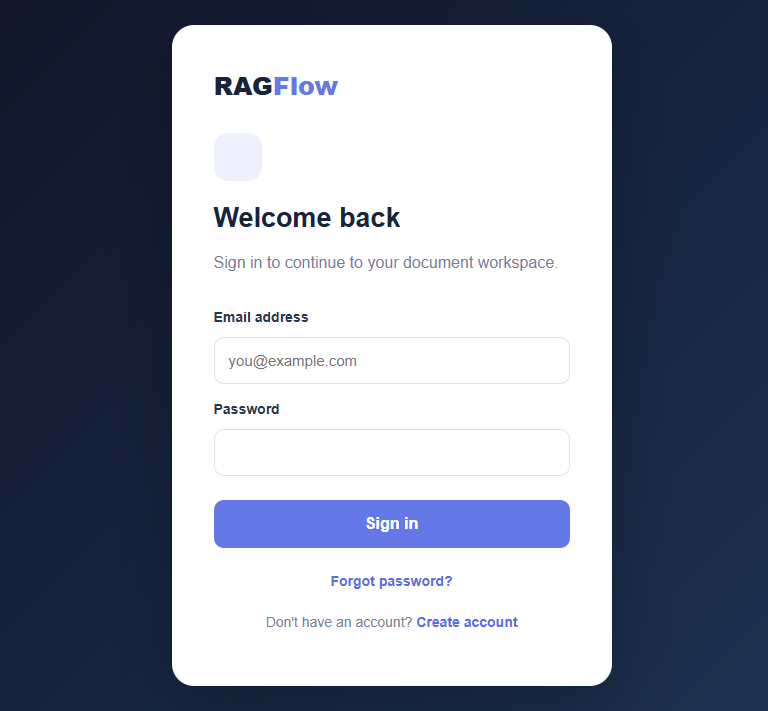 RAGFlow
Welcome back
Sign in to continue to your document workspace.
Email address
you@example.com
Password
Sign in
Forgot password?
Don't have an account? Create account